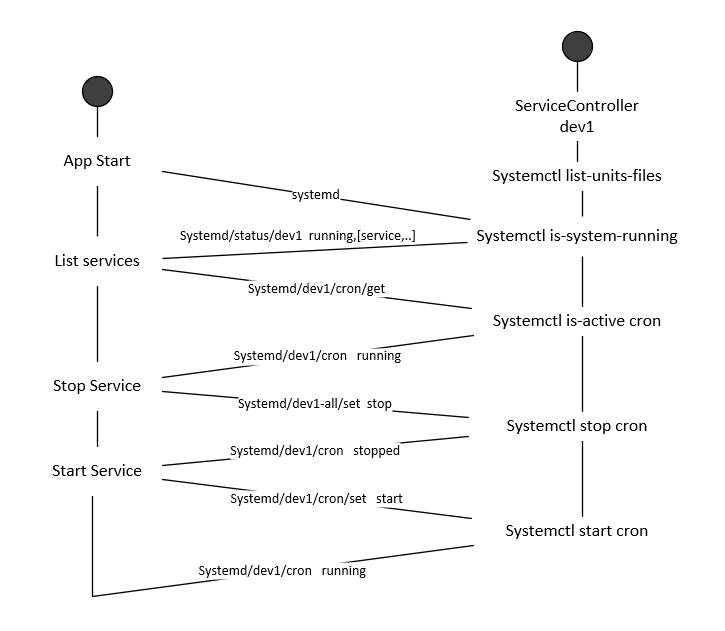 ServiceController
dev1
App Start
Systemctl list-units-files
systemd
Systemd/status/dev1 running,[service,..]
Systemctl is-system-running
List services
Systemd/dev1/cron/get
Systemctl is-active cron
Systemd/dev1/cron running
Stop Service
Systemd/dev1-all/set stop
Systemctl stop cron
Systemd/dev1/cron stopped
Start Service
Systemd/dev1/cron/set start
Systemctl start cron
Systemd/dev1/cron running